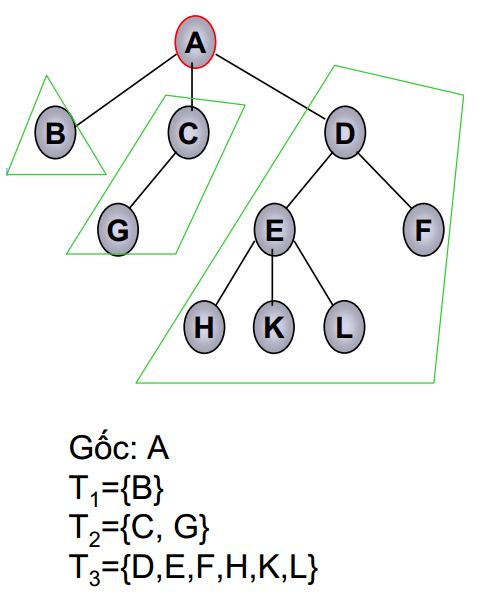 A
B C D
G E F
H K L
Gốc: A
T₁={B}
T₂={C, G}
T₃={D,E,F,H,K,L}